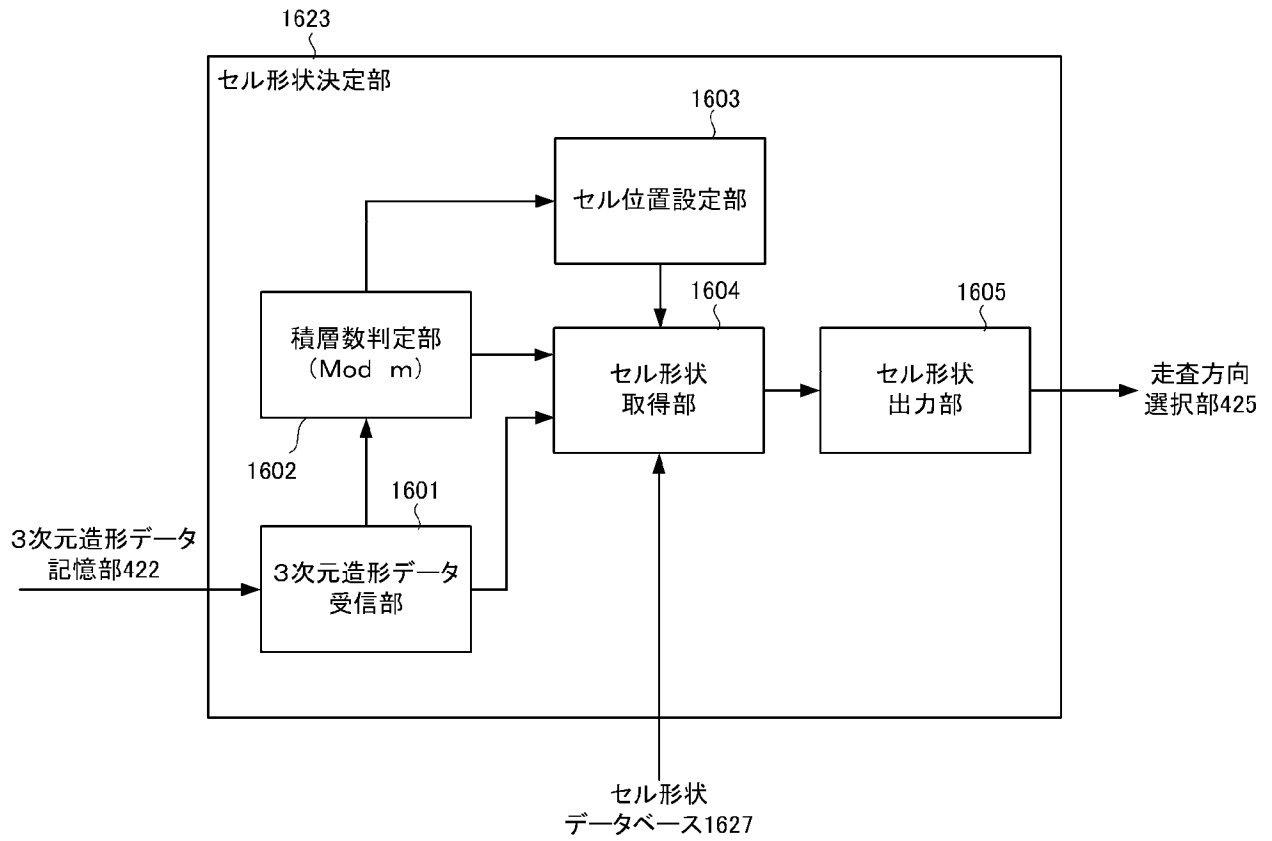 1623
セル形状決定部
1603
セル位置設定部
1604
1605
積層数判定部
(Mod m)
セル形状
取得部
セル形状
出力部
走査方向
選択部425
1602
1601
3次元造形データ
記憶部422
3次元造形データ
受信部
セル形状
データベース1627